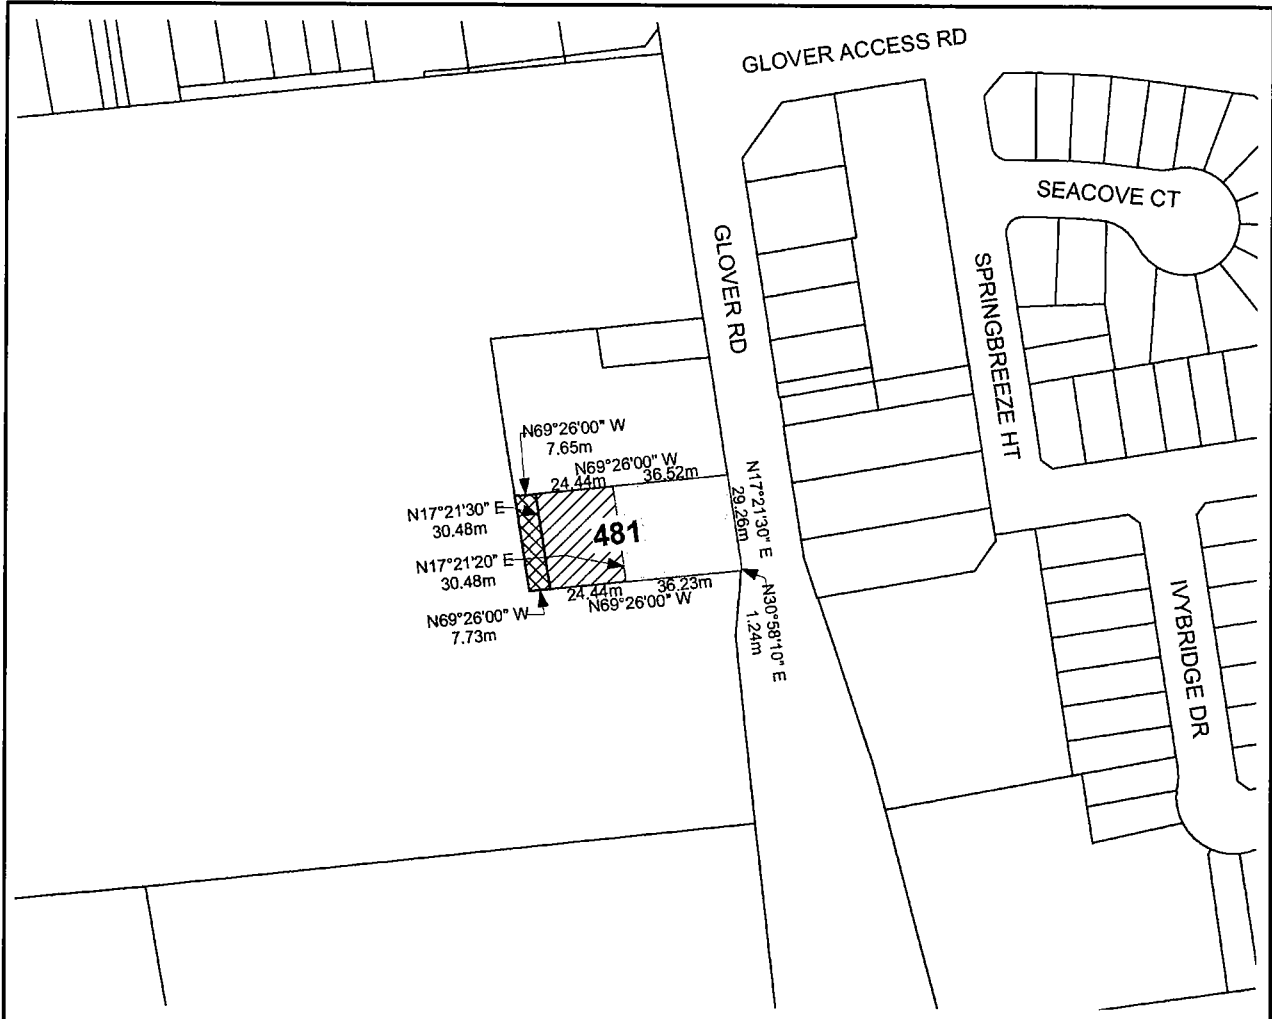 GLOVER ACCESS RD
SEACOVE CT
GLOVER RD
SPRINGBREEZE HT
N69°26'00" W
7.65m
N69°26'00" W
24.44m
36.52m
N17°21'30" E
29.26m
N17°21'30" E
30.48m
481
N17°21'20" E
30.48m
24.44m
36.23m
N69°26'00" W
N69°26'00" W
7.73m
N30°58'10" E
1.24m
IVYBRIDGE DR